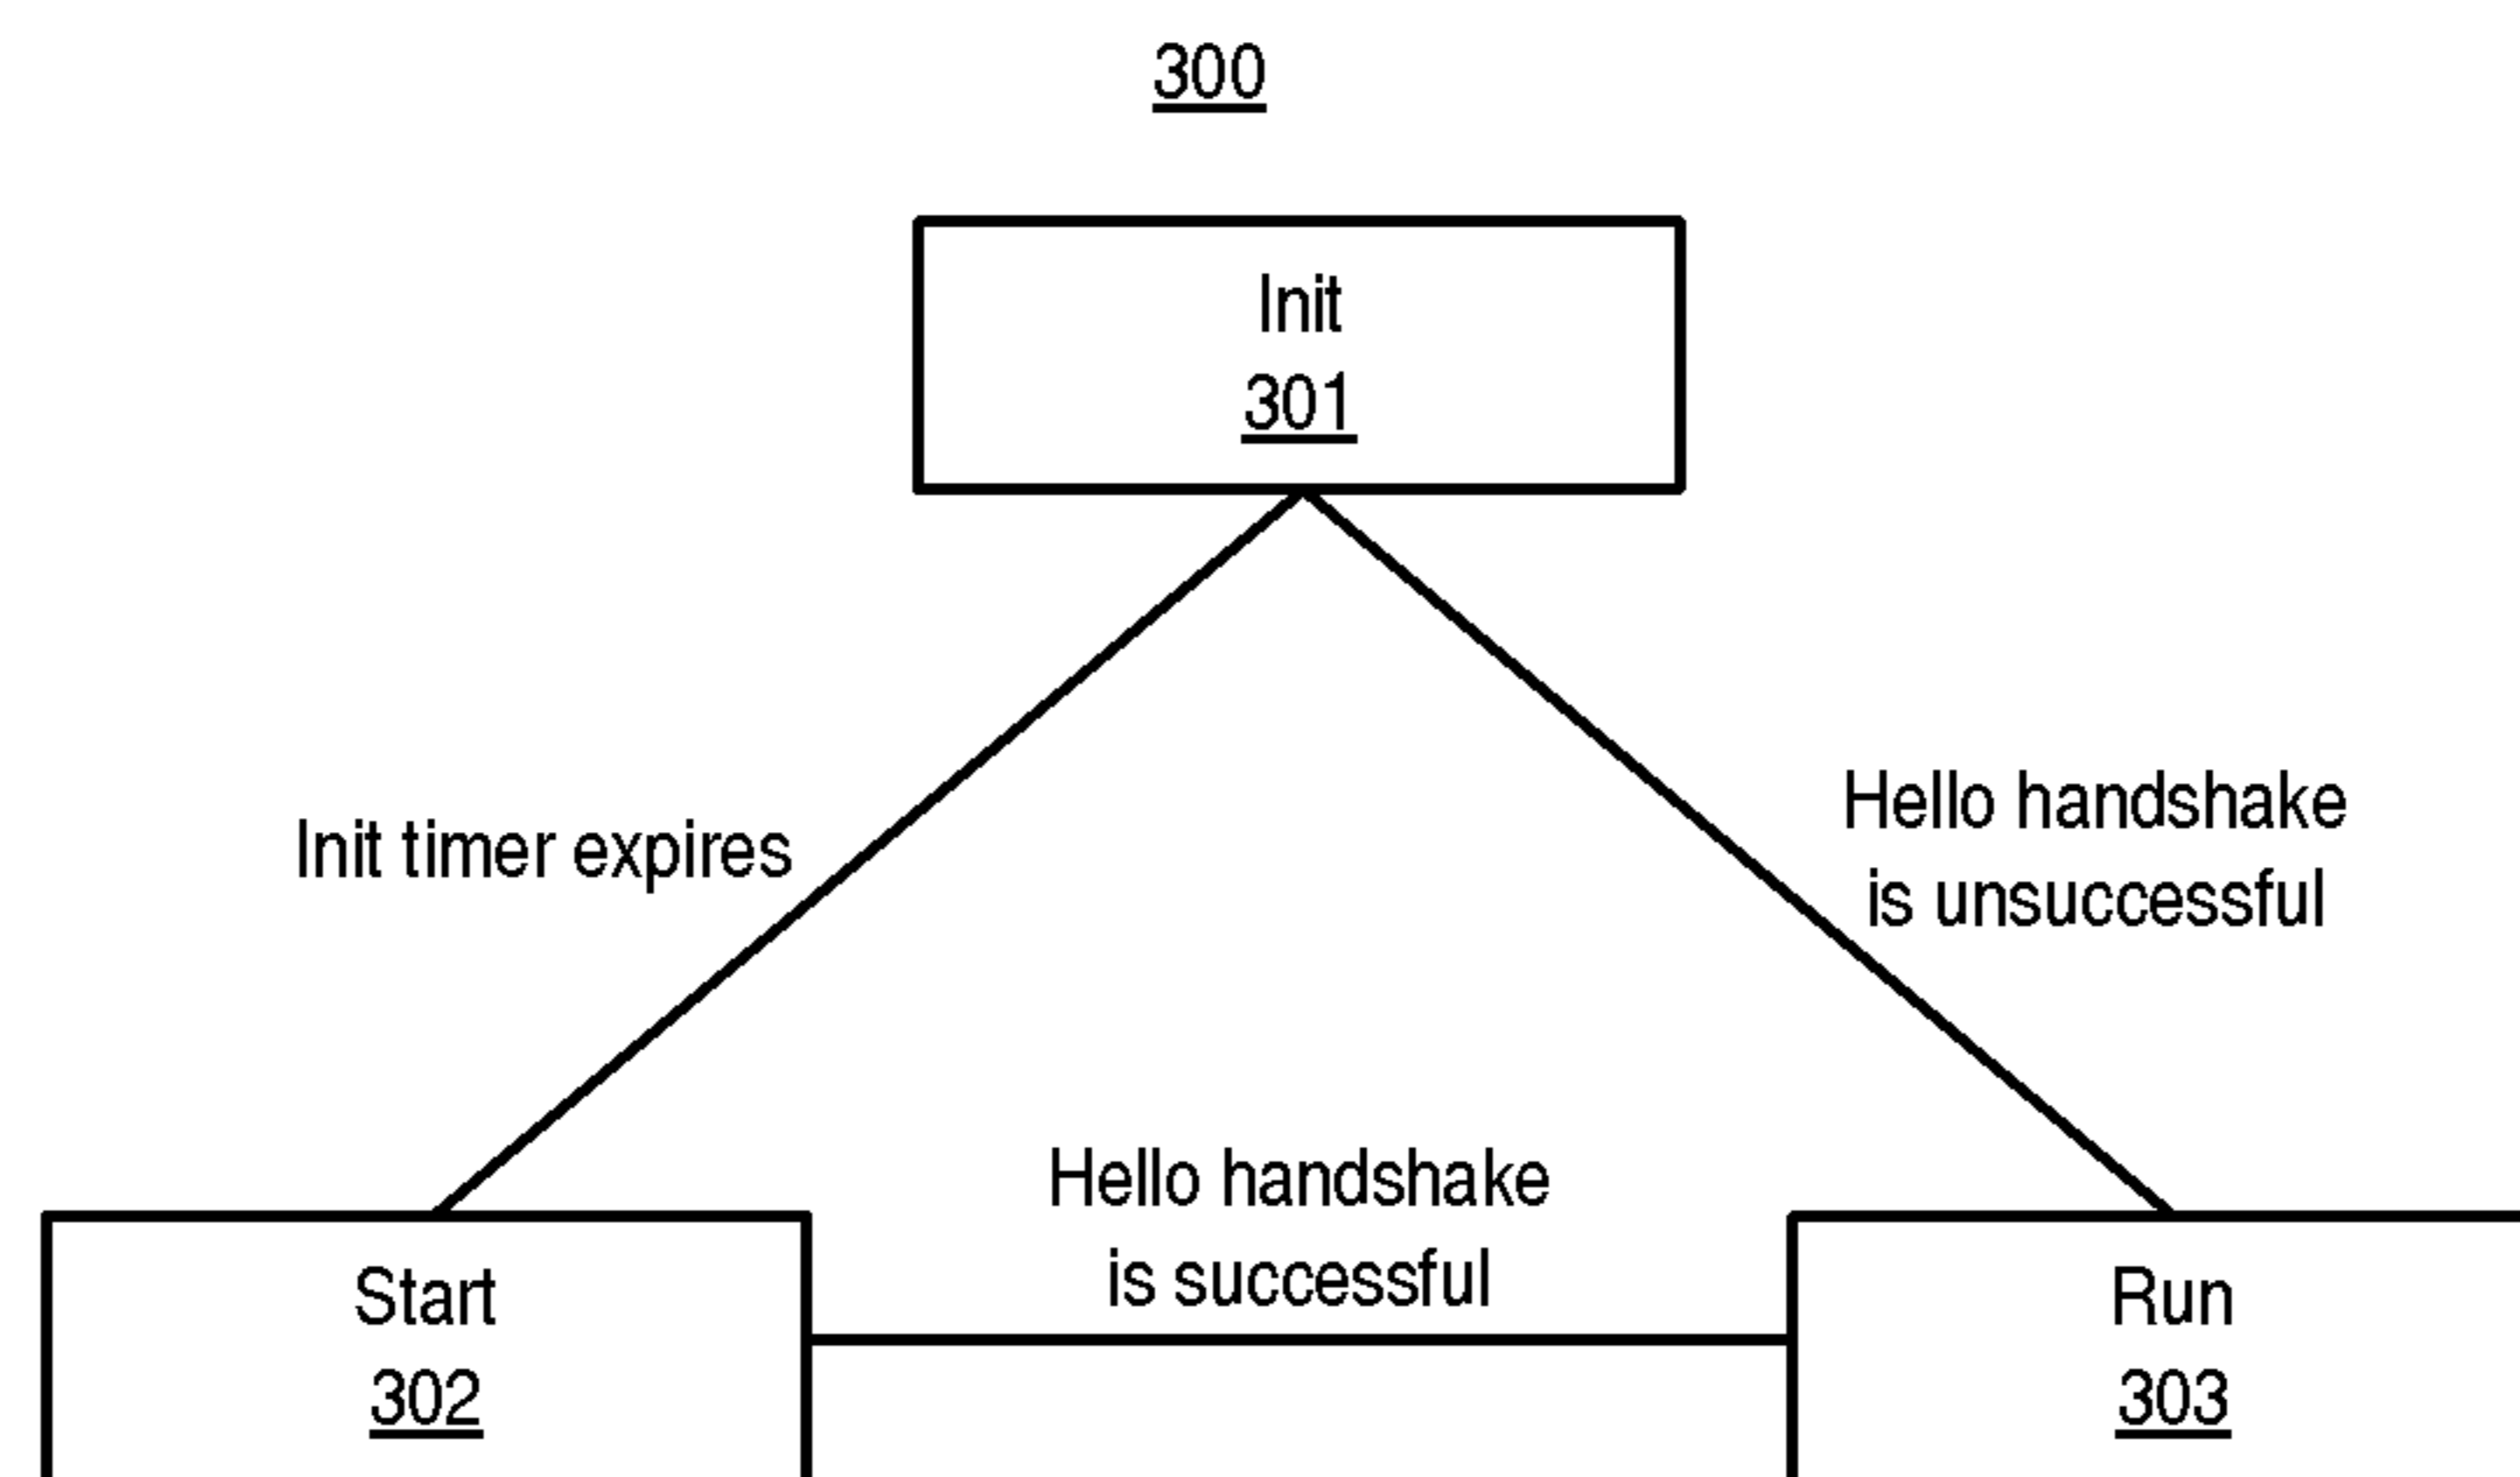 300
Init
301
Init timer expires
Hello handshake
is unsuccessful
Hello handshake
is successful
Start
302
Run
303